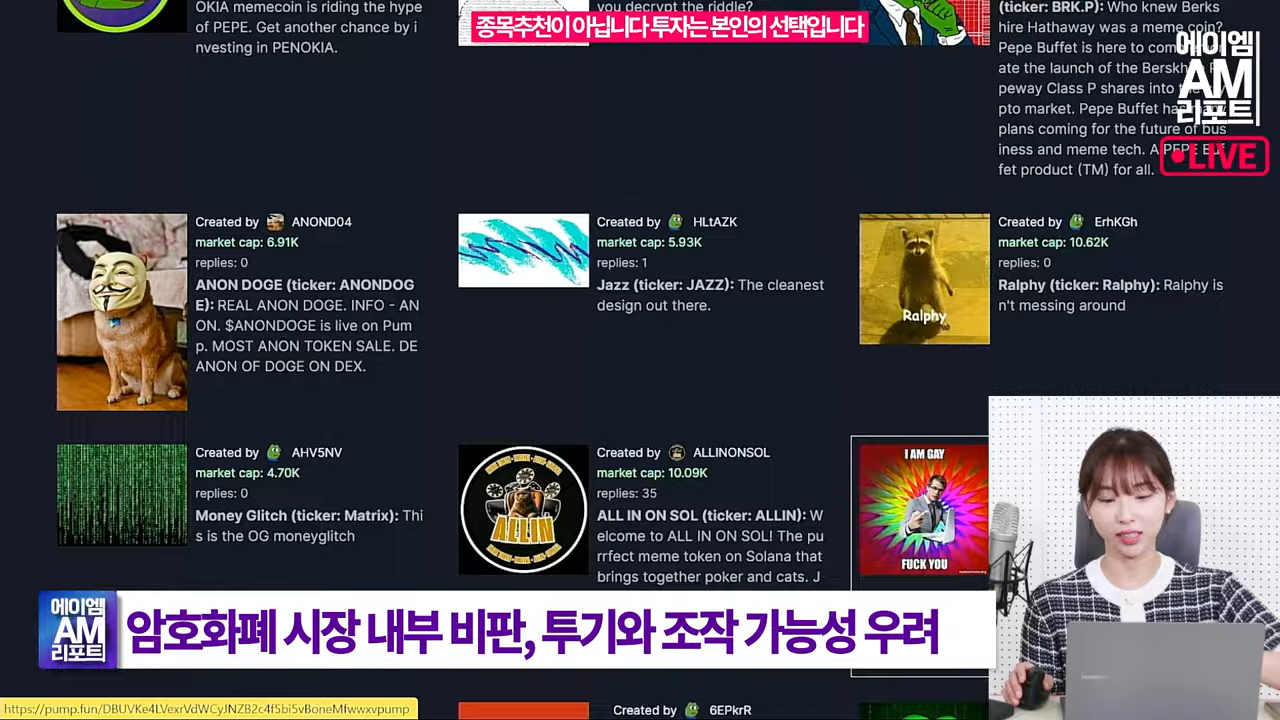 OKIA memecoin is riding the hype
of PEPE. Get another chance by i
nvesting in PENOKIA.
you decrypt the riddle?
종목추천이 아닙니다 투자는 본인의 선택입니다
(ticker: BRK.P): Who knew Berks
hire Hathaway was a meme coin?
Pepe Buffet is here to
ate the launch of the
peway Class P shares into
pto market. Pepe Buffet has many
plans coming for the future of bus
iness and meme tech. A PEPE Buf
fet product (TM) for all.
에이엠
AM
리포트
LIVE
Created by ANOND04
market cap: 6.91K
replies: 0
ANON DOGE (ticker: ANONDOG
E): REAL ANON DOGE. INFO - AN
ON. $ANONDOGE is live on Pum
p. MOST ANON TOKEN SALE. DE
ANON OF DOGE ON DEX.
Created by HLtAZK
market cap: 5.93K
replies: 1
Jazz (ticker: JAZZ): The cleanest
design out there.
Ralphy
Created by ErhKGh
market cap: 10.62K
replies: 0
Ralphy (ticker: Ralphy): Ralphy is
n't messing around
Created by AHV5NV
market cap: 4.70K
replies: 0
Money Glitch (ticker: Matrix): Thi
s is the OG moneyglitch
ALLIN
Created by ALLINONSOL
market cap: 10.09K
replies: 35
ALL IN ON SOL (ticker: ALLIN): W
elcome to ALL IN ON SOL! The pu
rrfect meme token on Solana that
brings together poker and cats. J
I AM GAY
FUCK YOU
에이엠
AM
리포트
암호화폐 시장 내부 비판, 투기와 조작 가능성 우려
https://pump.fun/DBUVKe4LVexrVdWCyJNZB2c4f5bi5vBoneMfwwxvpump
Created by 6EPkrR